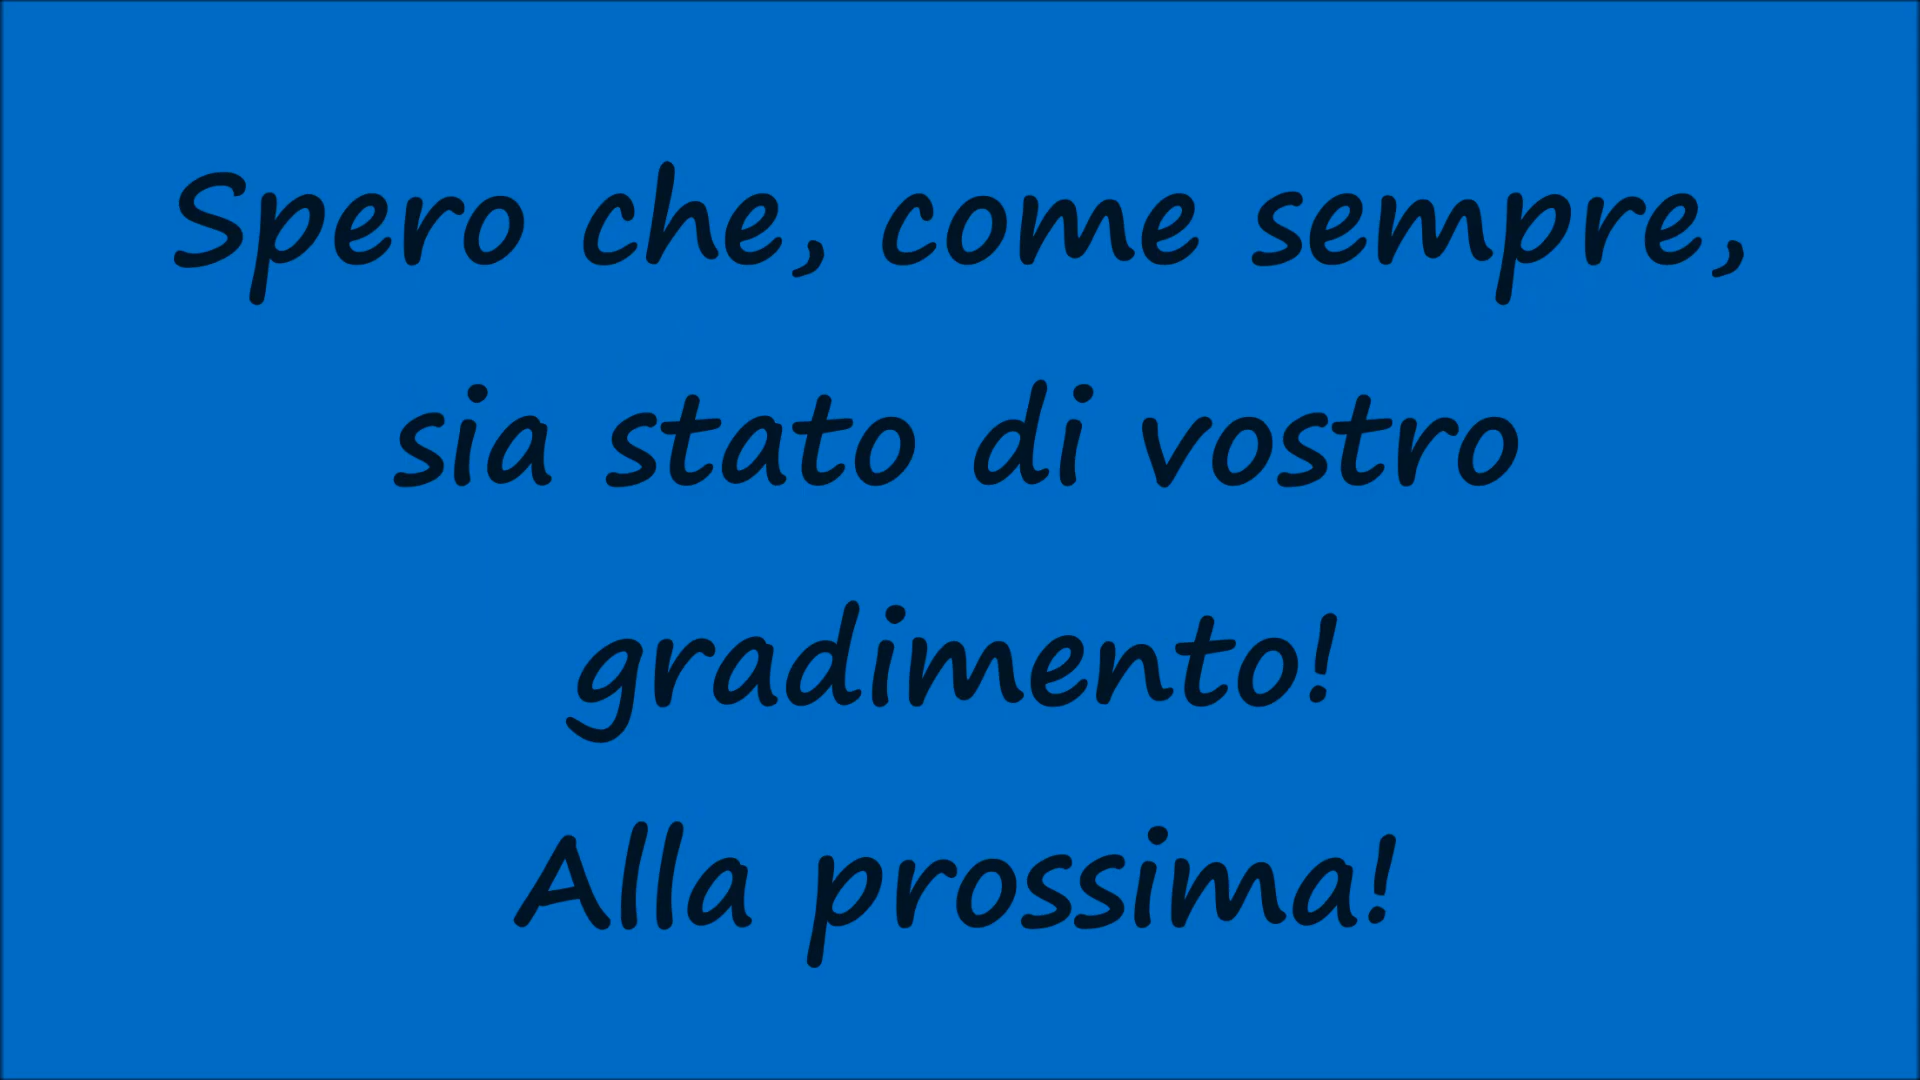 Spero che, come sempre,
sia stato di vostro
gradimento!
Alla prossima!